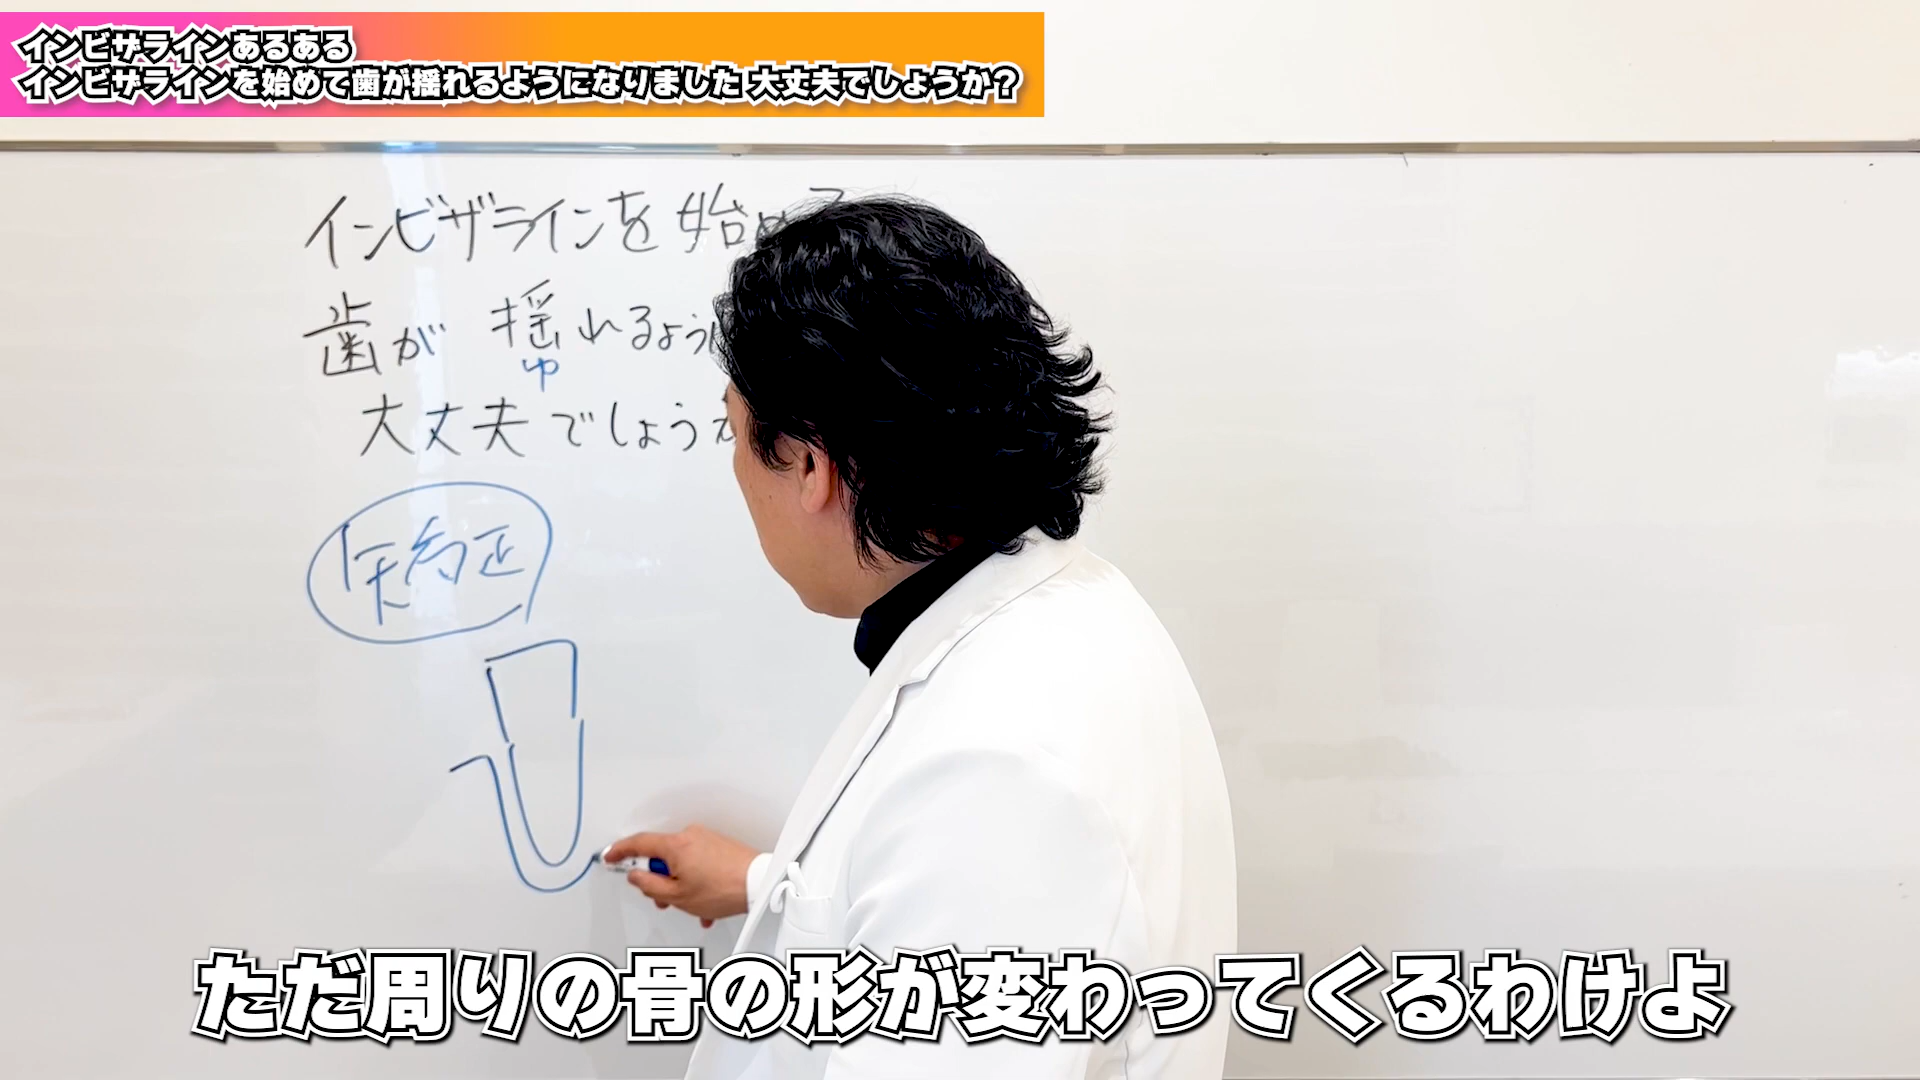 インビザラインあるある
インビザラインを始めて歯が揺れるようになりました 大丈夫でしょうか?
インビザラインを始めて
歯が 揺れるよう
ゆ
大丈夫でしょうか
矯正
ただ周りの骨の形が変わってくるわけよ